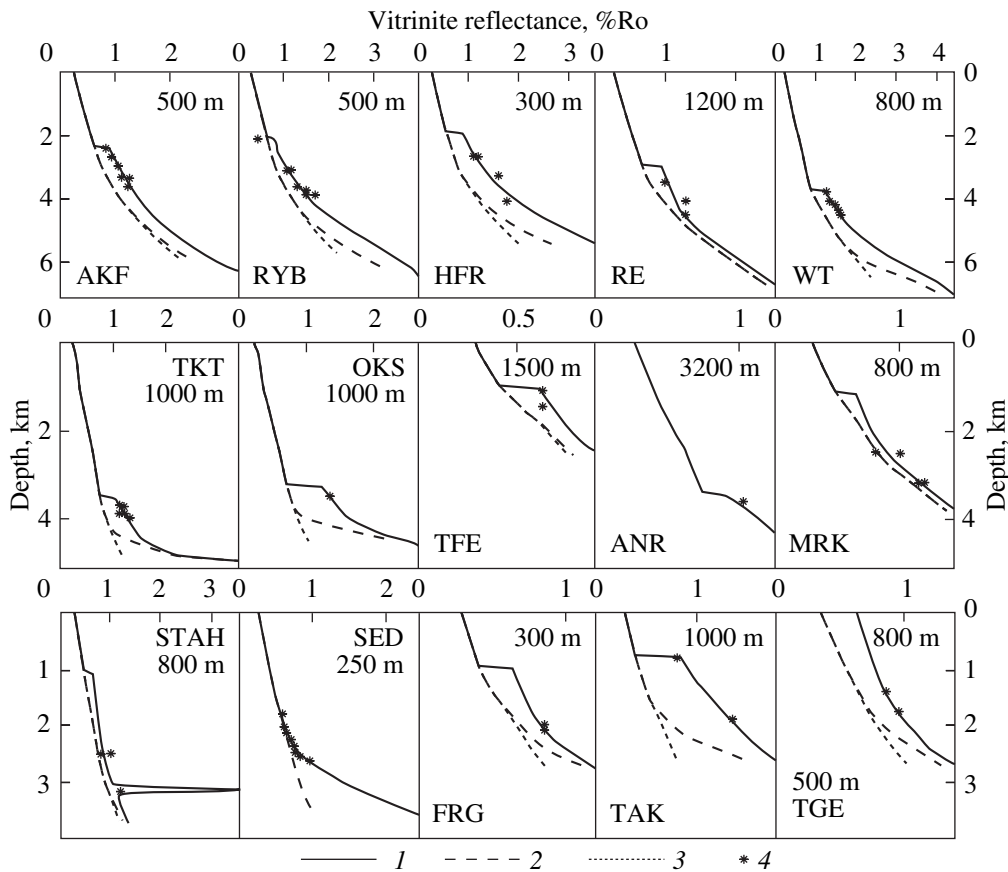 Vitrinite reflectance, %Ro
0 1 2 0 1 2 3 0 1 2 3 0 1 0 1 2 3 4
0
500 m 500 m 300 m 1200 m 800 m
2 2
4 4
6 6
AKF RYB HFR RE WT
0 1 0 1 2 0 0.5 0 1 0 1
0
TKT OKS 1500 m 3200 m 800 m
1000 m 1000 m
2 2
Depth, km Depth, km
4 4
TFE ANR MRK
0 1 2 3 0 1 2 0 1 0 0 1
0
STAH SED 300 m 1000 m 800 m
800 m 250 m
1 1
2 2
3 3
500 m
FRG TAK TGE
1 2 3 4